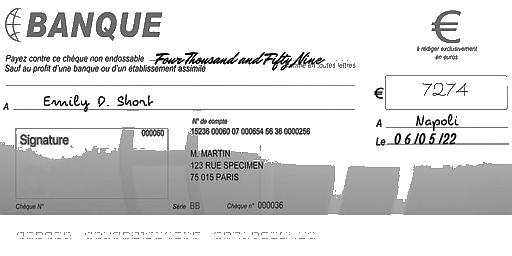 BANQUE
€
à rédiger exclusivement
en euros
Payez contre ce chèque non endossable Four Thousand and Fifty Nine
Sauf au profit d'une banque ou d'un établissement assimilé en toutes lettres
€ 7274
A Emily D. Short
A Napoli
Le 06/05/22
Signature
000060
N° de compte
15236 00060 07 000654 56 36 0000256
M. MARTIN
123 RUE SPECIMEN
75 015 PARIS
Chèque N° Série BB Chèque n° 000036